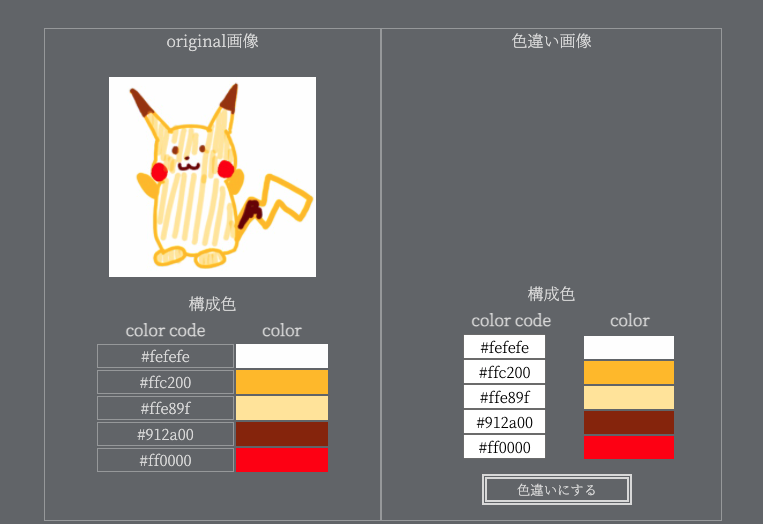 original画像
構成色
color code color
#fefefe
#ffc200
#ffe89f
#912a00
#ff0000
色違い画像
構成色
color code color
#fefefe
#ffc200
#ffe89f
#912a00
#ff0000
色違いにする